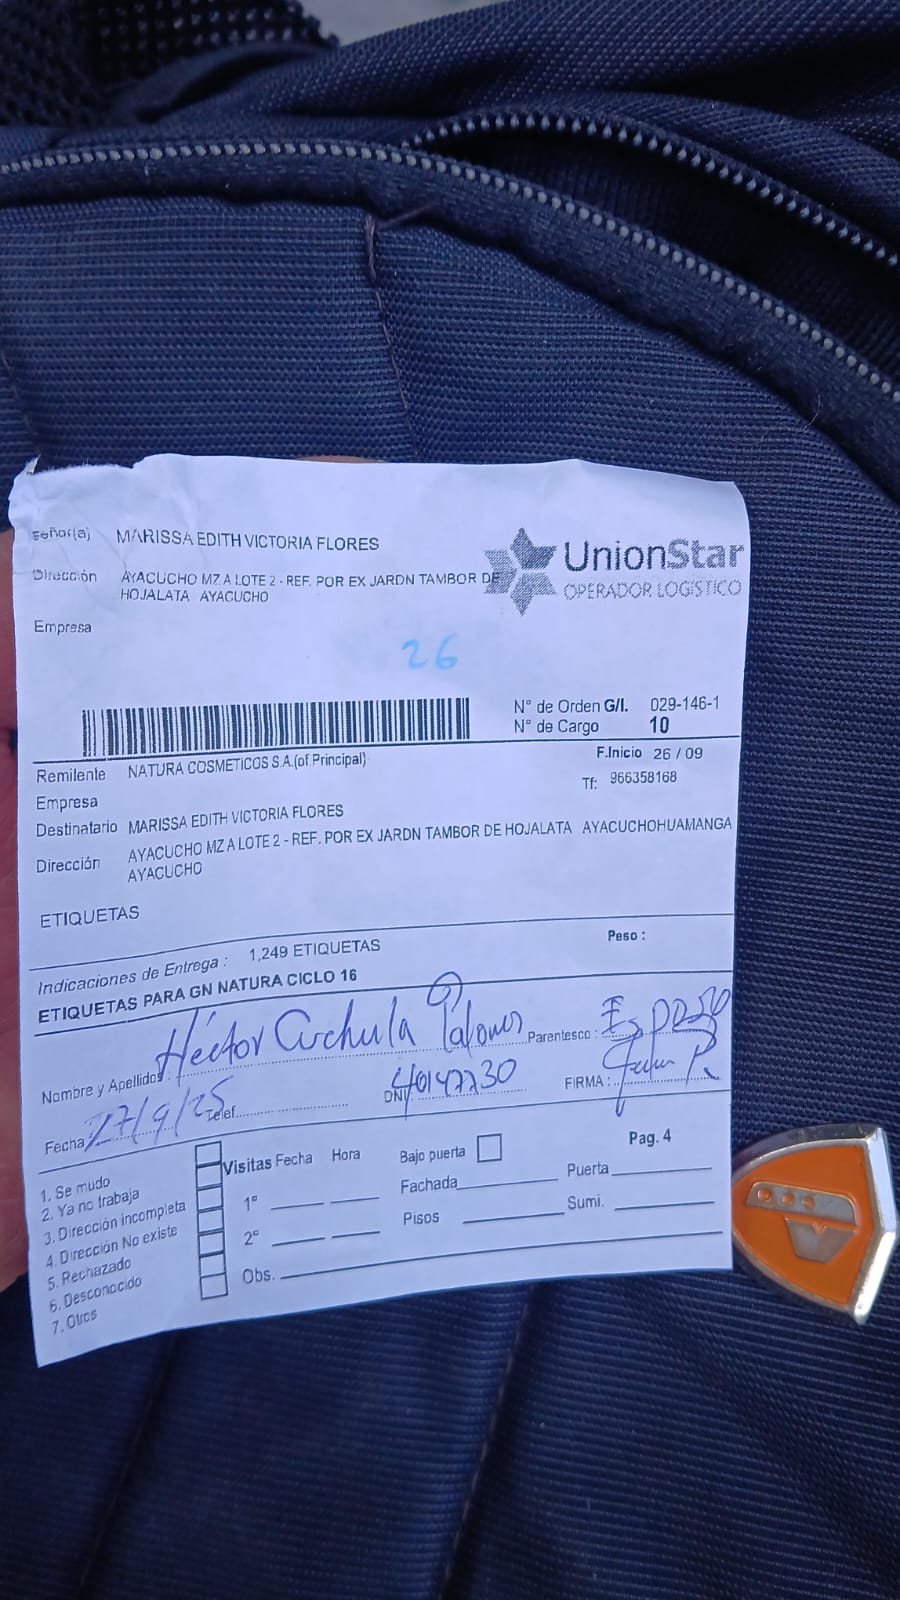 Señor(a) MARISSA EDITH VICTORIA FLORES
Dirección AYACUCHO MZ A LOTE 2 - REF. POR EX JARDN TAMBOR DE
HOJALATA AYACUCHO
UnionStar
OPERADOR LOGÍSTICO
Empresa
26
N° de Orden G/I. 029-146-1
N° de Cargo 10
F.Inicio 26 / 09
Remitente NATURA COSMETICOS S.A.(of.Principal)
Tf: 966358168
Empresa
Destinatario MARISSA EDITH VICTORIA FLORES
Dirección AYACUCHO MZ A LOTE 2 - REF. POR EX JARDN TAMBOR DE HOJALATA AYACUCHOHUAMANGA
AYACUCHO
ETIQUETAS
Peso :
Indicaciones de Entrega : 1,249 ETIQUETAS
ETIQUETAS PARA GN NATURA CICLO 16
Nombre y Apellidos : Héctor Palomino Parentesco : Esposo
Fecha 27/9/25 Telef. DNI 40147730 FIRMA :
Pag. 4
1. Se mudo
2. Ya no trabaja
3. Dirección incompleta
4. Dirección No existe
5. Rechazado
6. Desconocido
7. Otros
Visitas Fecha Hora Bajo puerta
1° Fachada Puerta
2° Pisos Sumi.
Obs.